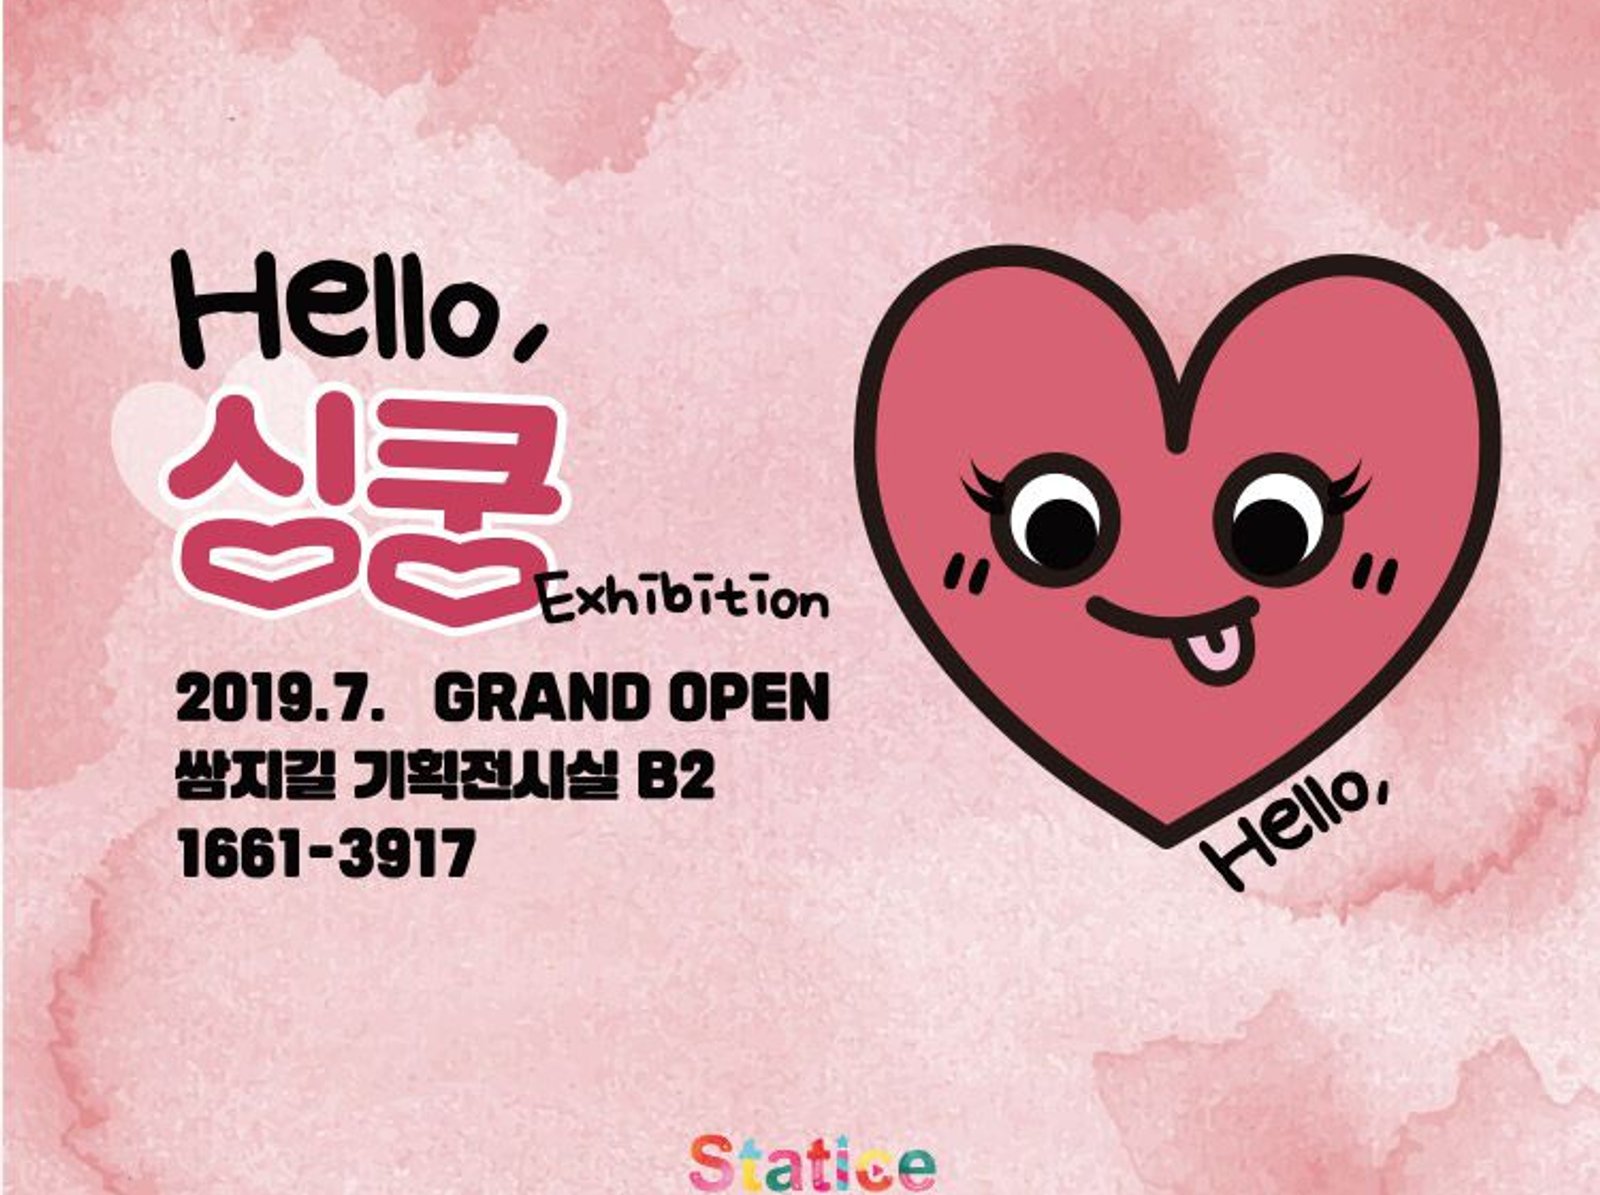 Hello,
심쿵
Exhibition
2019.7. GRAND OPEN
쌈지길 기획전시실 B2
1661-3917
Hello,
Statice